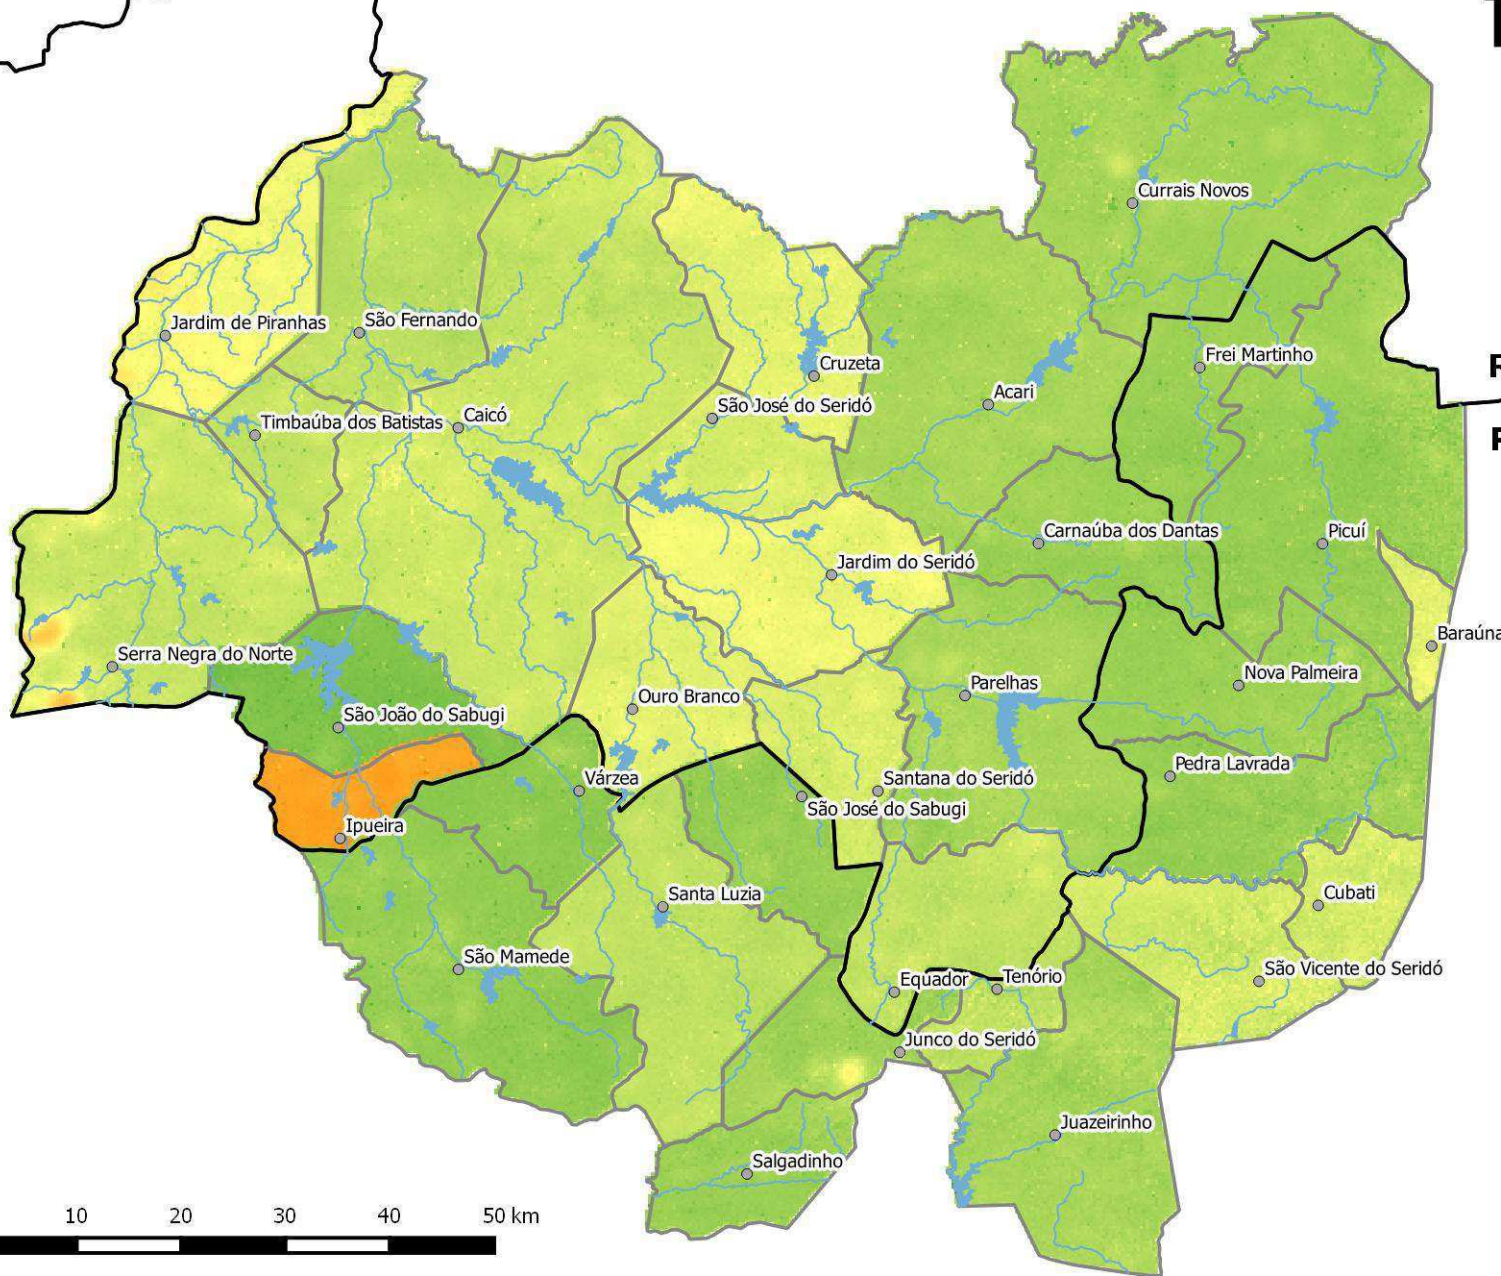 Currais Novos
Jardim de Piranhas
São Fernando
Frei Martinho
Cruzeta
Acari
São José do Seridó
Timbaúba dos Batistas
Caicó
Carnaúba dos Dantas
Picuí
Jardim do Seridó
Baraúna
Serra Negra do Norte
Nova Palmeira
Parelhas
Ouro Branco
São João do Sabugi
Pedra Lavrada
Várzea
Santana do Seridó
São José do Sabugi
Ipueira
Santa Luzia
Cubati
São Mamede
São Vicente do Seridó
Equador
Tenório
Junco do Seridó
Juazeirinho
Salgadinho
10 20 30 40 50 km